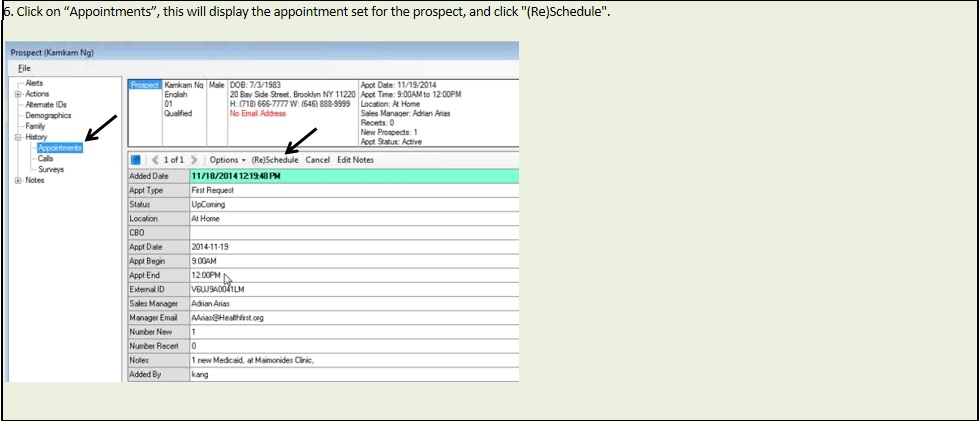 6. Click on “Appointments”, this will display the appointment set for the prospect, and click "(Re)Schedule".
Prospect (Kamkam Ng)
File
Alerts
Actions
Alternate IDs
Demographics
Family
History
Appointments
Calls
Surveys
Notes
Prospect Kamkam Ng Male DOB: 7/3/1983 Appt Date: 11/19/2014
English 20 Bay Side Street, Brooklyn NY 11220 Appt Time: 9:00AM to 12:00PM
01 H: (718) 666-7777 W: (646) 888-9999 Location: At Home
Qualified No Email Address Sales Manager: Adrian Arias
Recerts: 0
New Prospects: 1
Appt Status: Active
1 of 1 Options (Re)Schedule Cancel Edit Notes
Added Date 11/18/2014 12:19:48 PM
Appt Type First Request
Status UpComing
Location At Home
CBO
Appt Date 2014-11-19
Appt Begin 9:00AM
Appt End 12:00PM
External ID V6UJ9A0041LM
Sales Manager Adrian Arias
Manager Email AArias@Healthfirst.org
Number New 1
Number Recert 0
Notes 1 new Medicaid, at Maimonides Clinic,
Added By kang